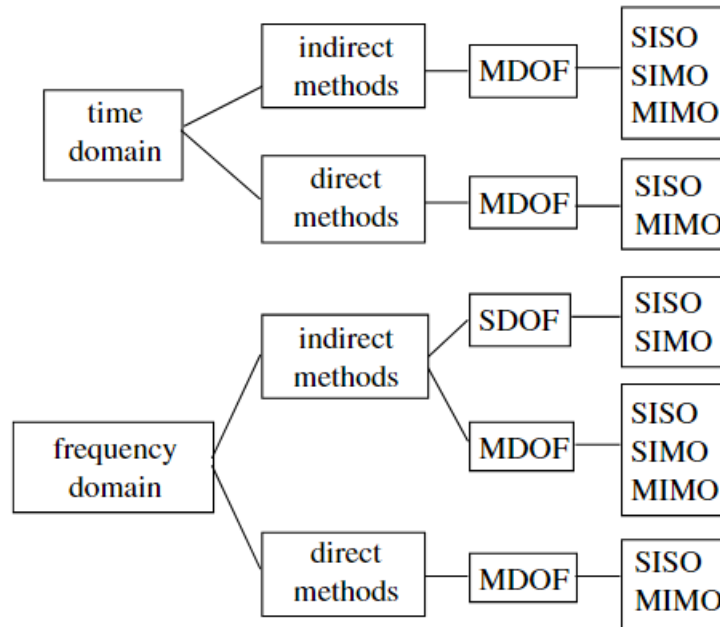 time
domain
indirect
methods
MDOF
SISO
SIMO
MIMO
direct
methods
MDOF
SISO
MIMO
frequency
domain
indirect
methods
SDOF
SISO
SIMO
MDOF
SISO
SIMO
MIMO
direct
methods
MDOF
SISO
MIMO